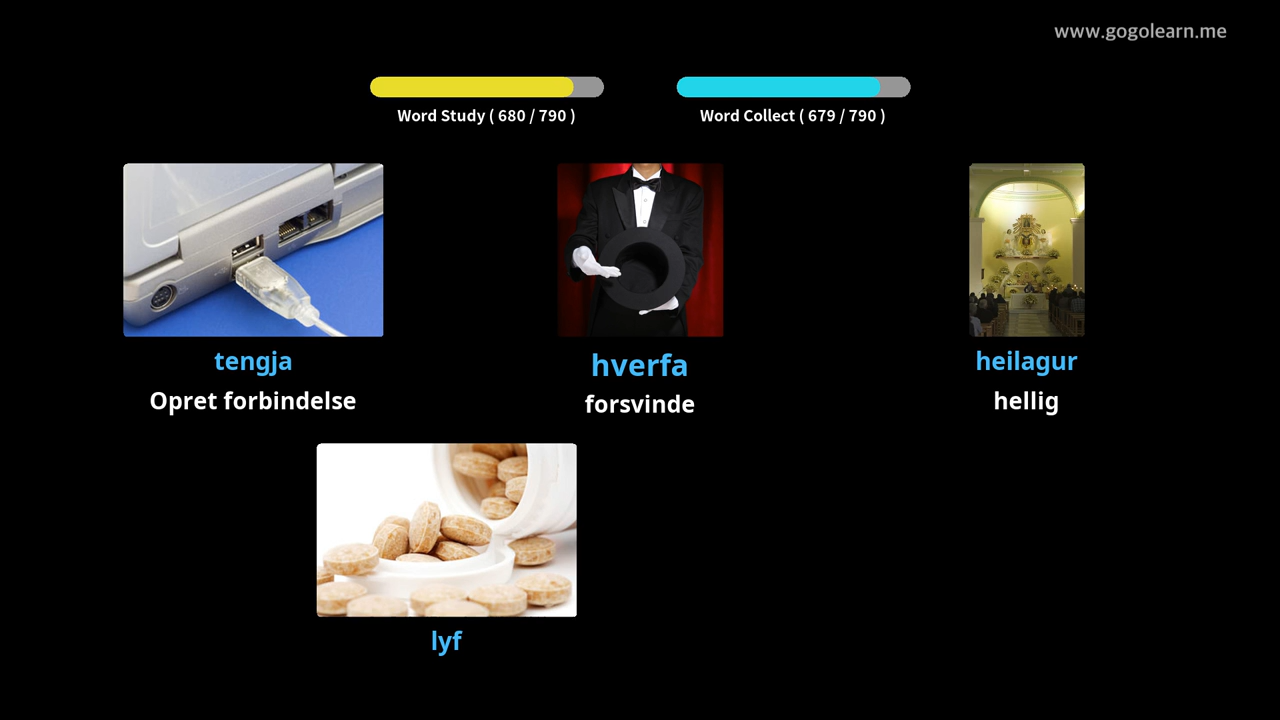 www.gogolearn.me
Word Study ( 680 / 790 )
Word Collect ( 679 / 790 )
tengja
Opret forbindelse
hverfa
forsvinde
heilagur
hellig
lyf